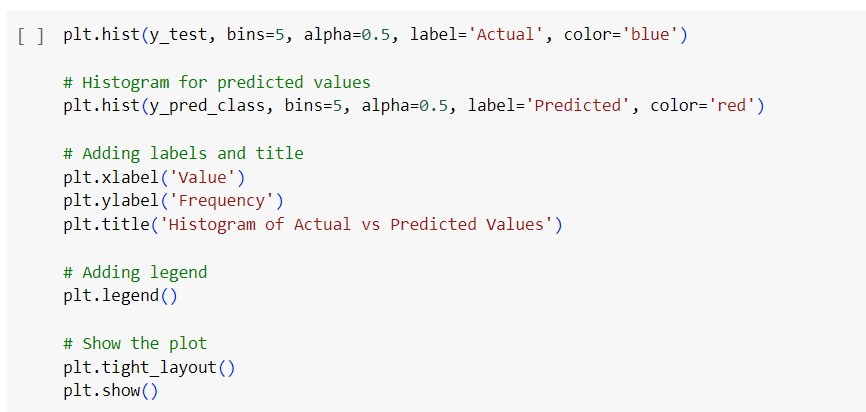 [ ] plt.hist(y_test, bins=5, alpha=0.5, label='Actual', color='blue')
# Histogram for predicted values
plt.hist(y_pred_class, bins=5, alpha=0.5, label='Predicted', color='red')
# Adding labels and title
plt.xlabel('Value')
plt.ylabel('Frequency')
plt.title('Histogram of Actual vs Predicted Values')
# Adding legend
plt.legend()
# Show the plot
plt.tight_layout()
plt.show()